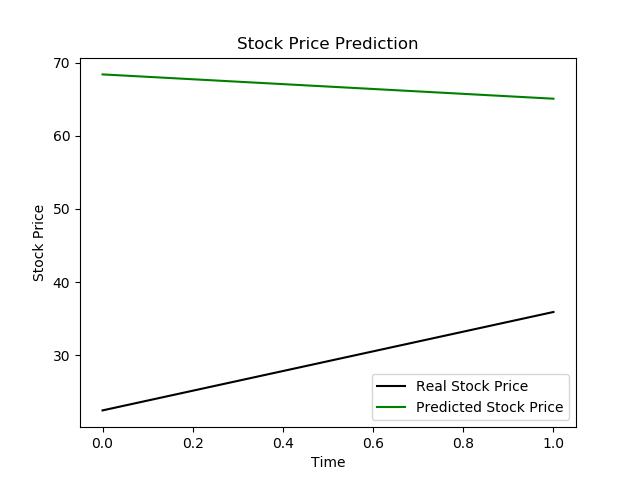 Stock Price Prediction
70
60
50
40
30
Stock Price
0.0 0.2 0.4 0.6 0.8 1.0
Time
Real Stock Price
Predicted Stock Price